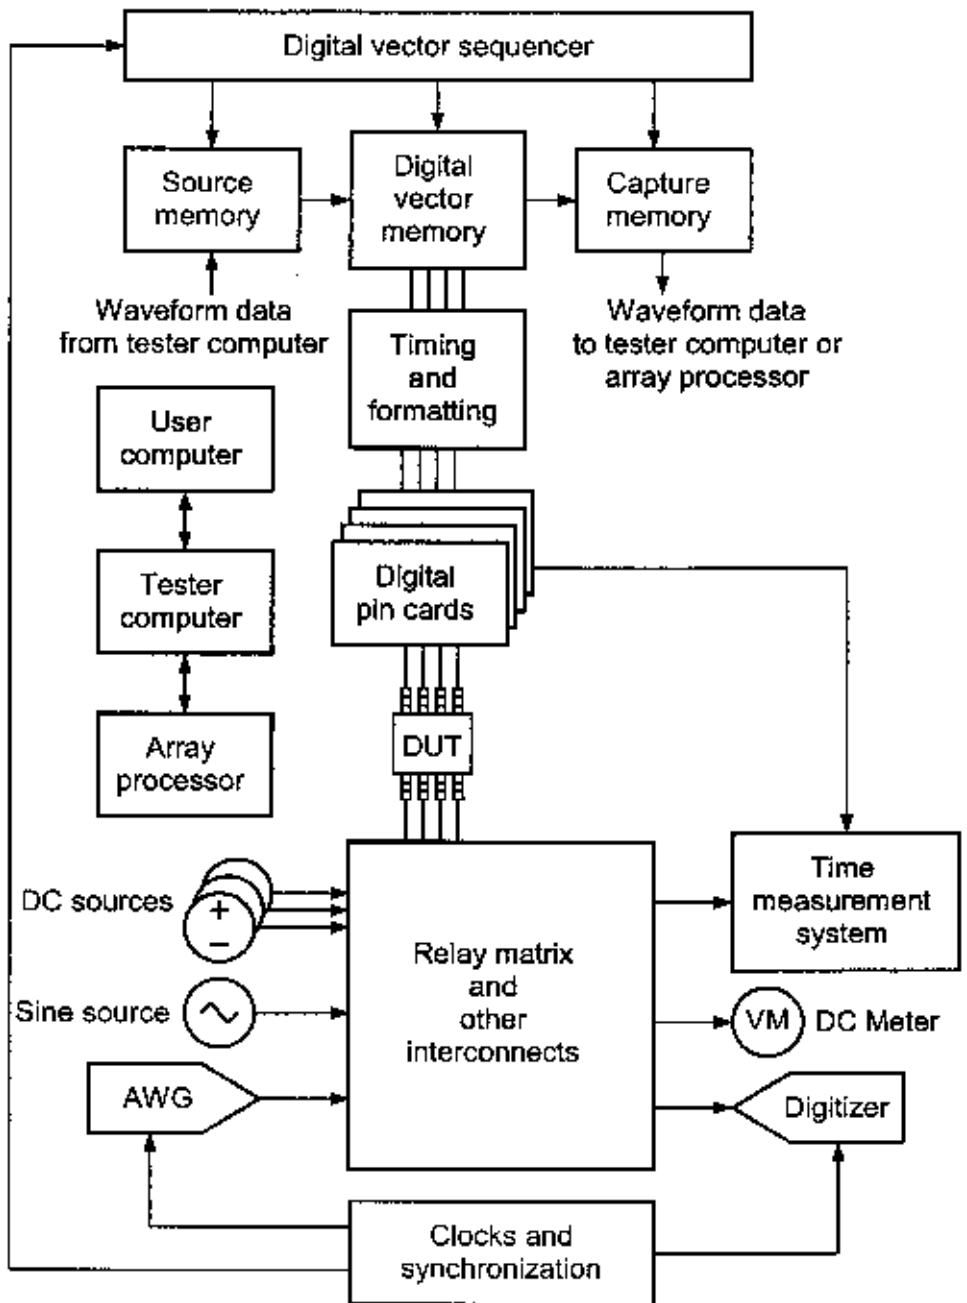 Digital vector sequencer
Source
memory
Digital
vector
memory
Capture
memory
Waveform data
from tester computer
Waveform data
to tester computer or
array processor
Timing
and
formatting
User
computer
Tester
computer
Array
processor
Digital
pin cards
DUT
DC sources
+
−
Sine source
AWG
Relay matrix
and
other
interconnects
Time
measurement
system
VM
DC Meter
Digitizer
Clocks and
synchronization